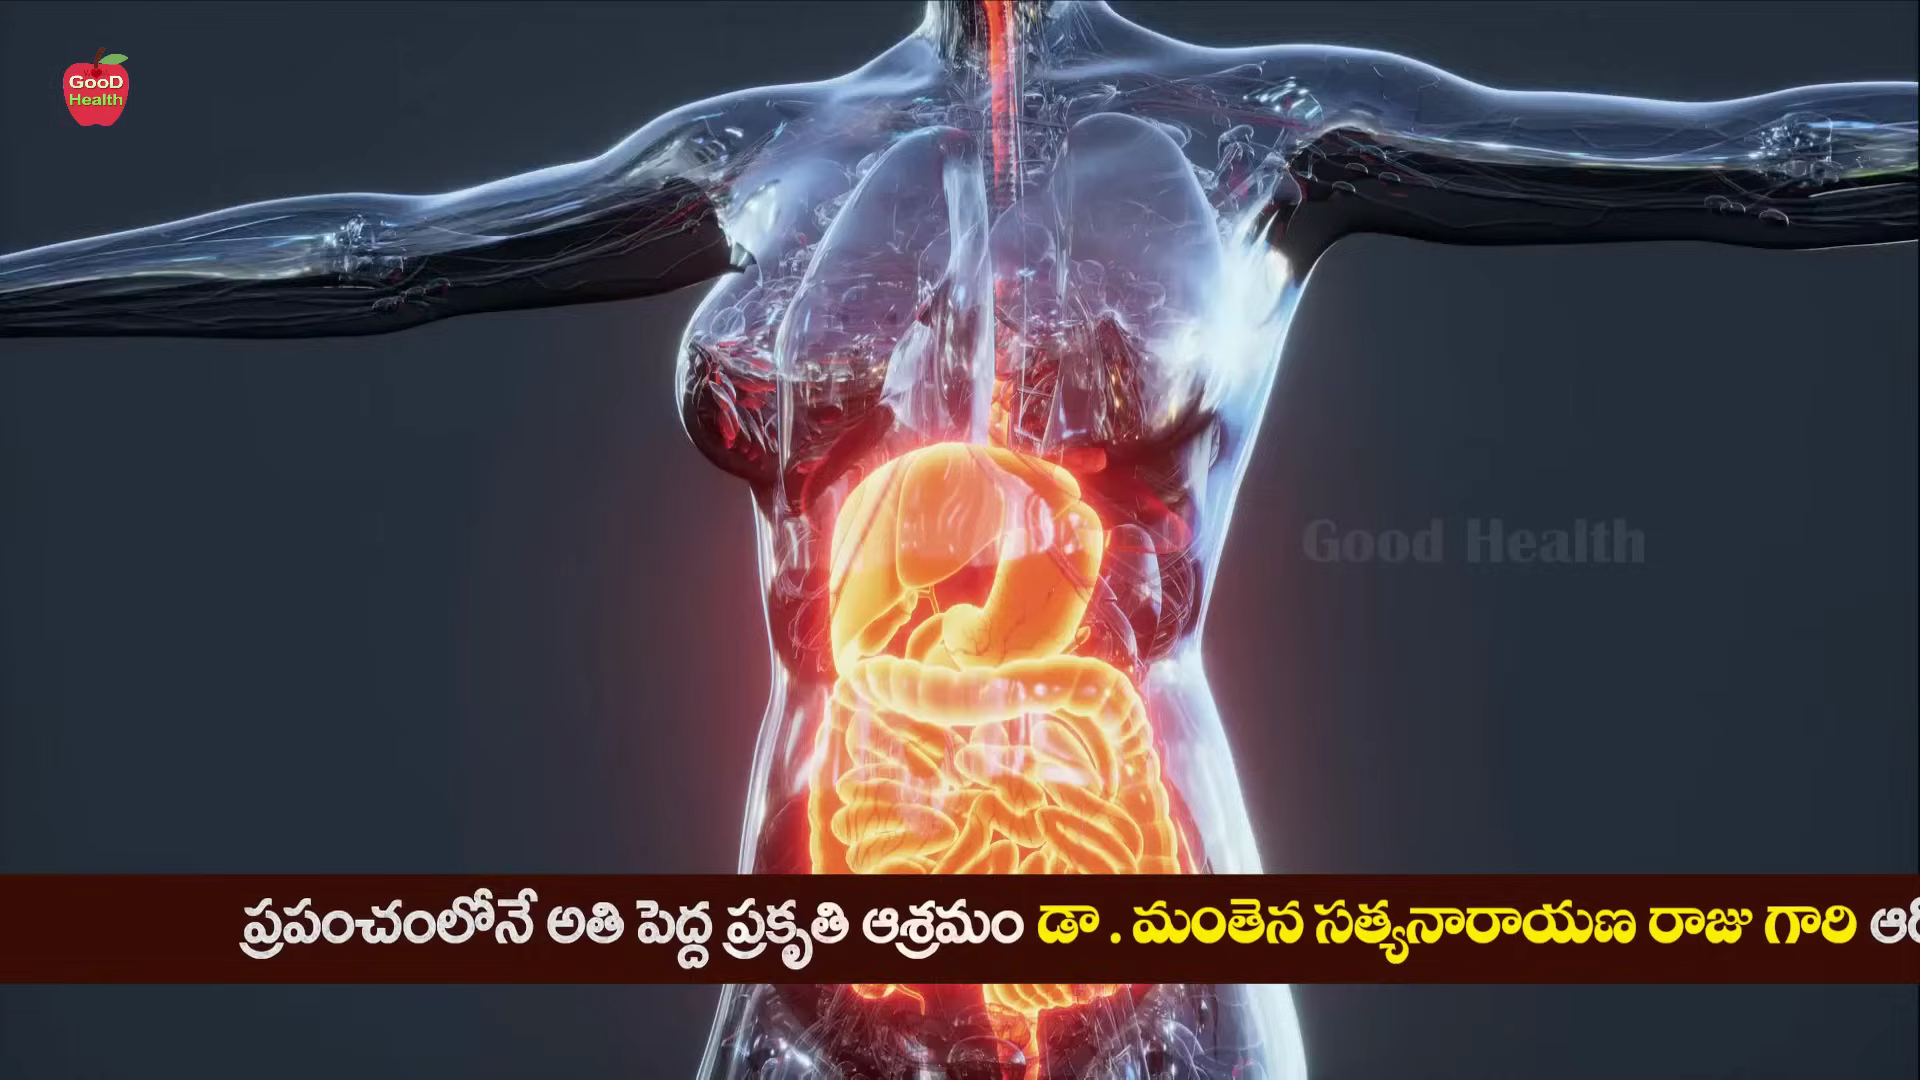 GooD
Health
Good Health
ప్రపంచంలోనే అతి పెద్ద ప్రకృతి ఆశ్రమం డా . మంతెన సత్యనారాయణ రాజు గారి